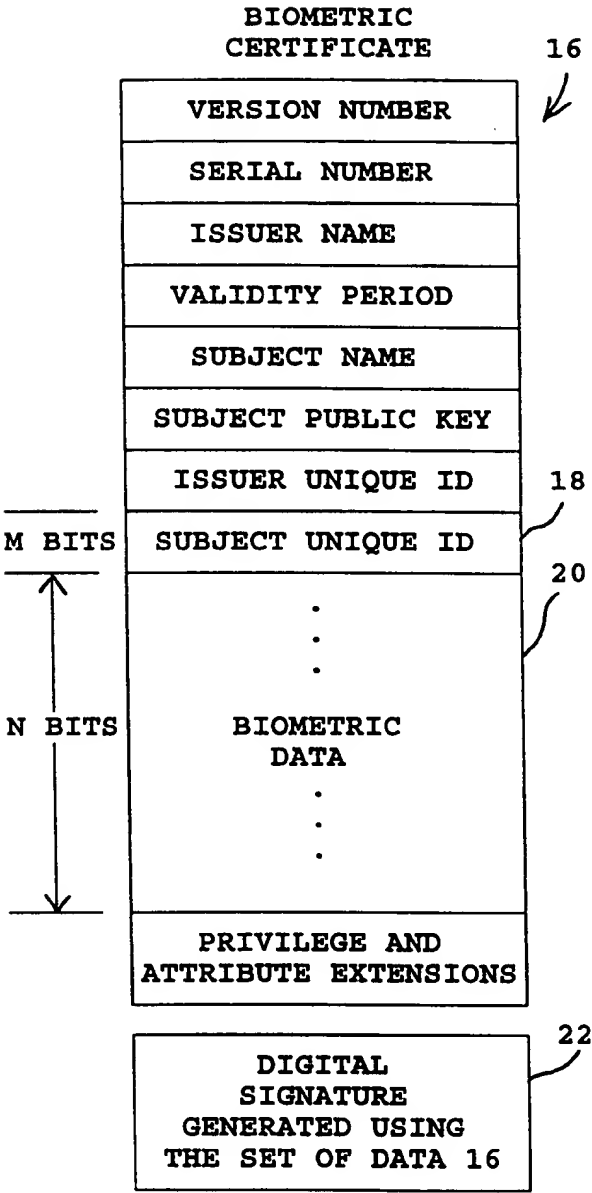 BIOMETRIC
CERTIFICATE
16
VERSION NUMBER
SERIAL NUMBER
ISSUER NAME
VALIDITY PERIOD
SUBJECT NAME
SUBJECT PUBLIC KEY
ISSUER UNIQUE ID
18
M BITS
SUBJECT UNIQUE ID
20
N BITS
BIOMETRIC
DATA
PRIVILEGE AND
ATTRIBUTE EXTENSIONS
22
DIGITAL
SIGNATURE
GENERATED USING
THE SET OF DATA 16